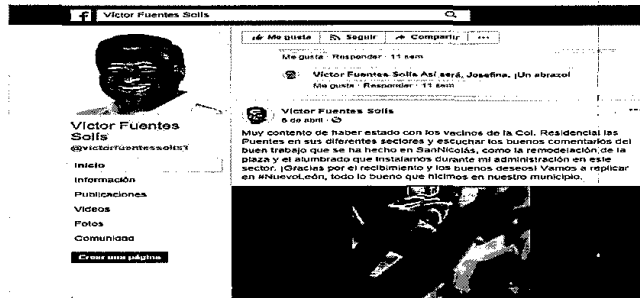 f Victor Fuentes Solis
Me gusta Seguir Compartir ...
Me gusta · Responder · 11 sem
Victor Fuentes Solis Así será, Josefina. ¡Un abrazo!
Me gusta · Responder · 11 sem
Victor Fuentes Solis
5 de abril ·
Muy contento de haber estado con los vecinos de la Col. Residencial las
Puentes en sus diferentes sectores y escuchar los buenos comentarios del
buen trabajo que se ha hecho en SanNicolás, como la remodelación de la
plaza y el alumbrado que instalamos durante mi administración en este
sector. ¡Gracias por el recibimiento y los buenos deseos! Vamos a replicar
en #NuevoLeón, todo lo bueno que hicimos en nuestro municipio.
Victor Fuentes
Solis
@victorfuentessolis1
Inicio
Información
Publicaciones
Videos
Fotos
Comunidad
Crear una página